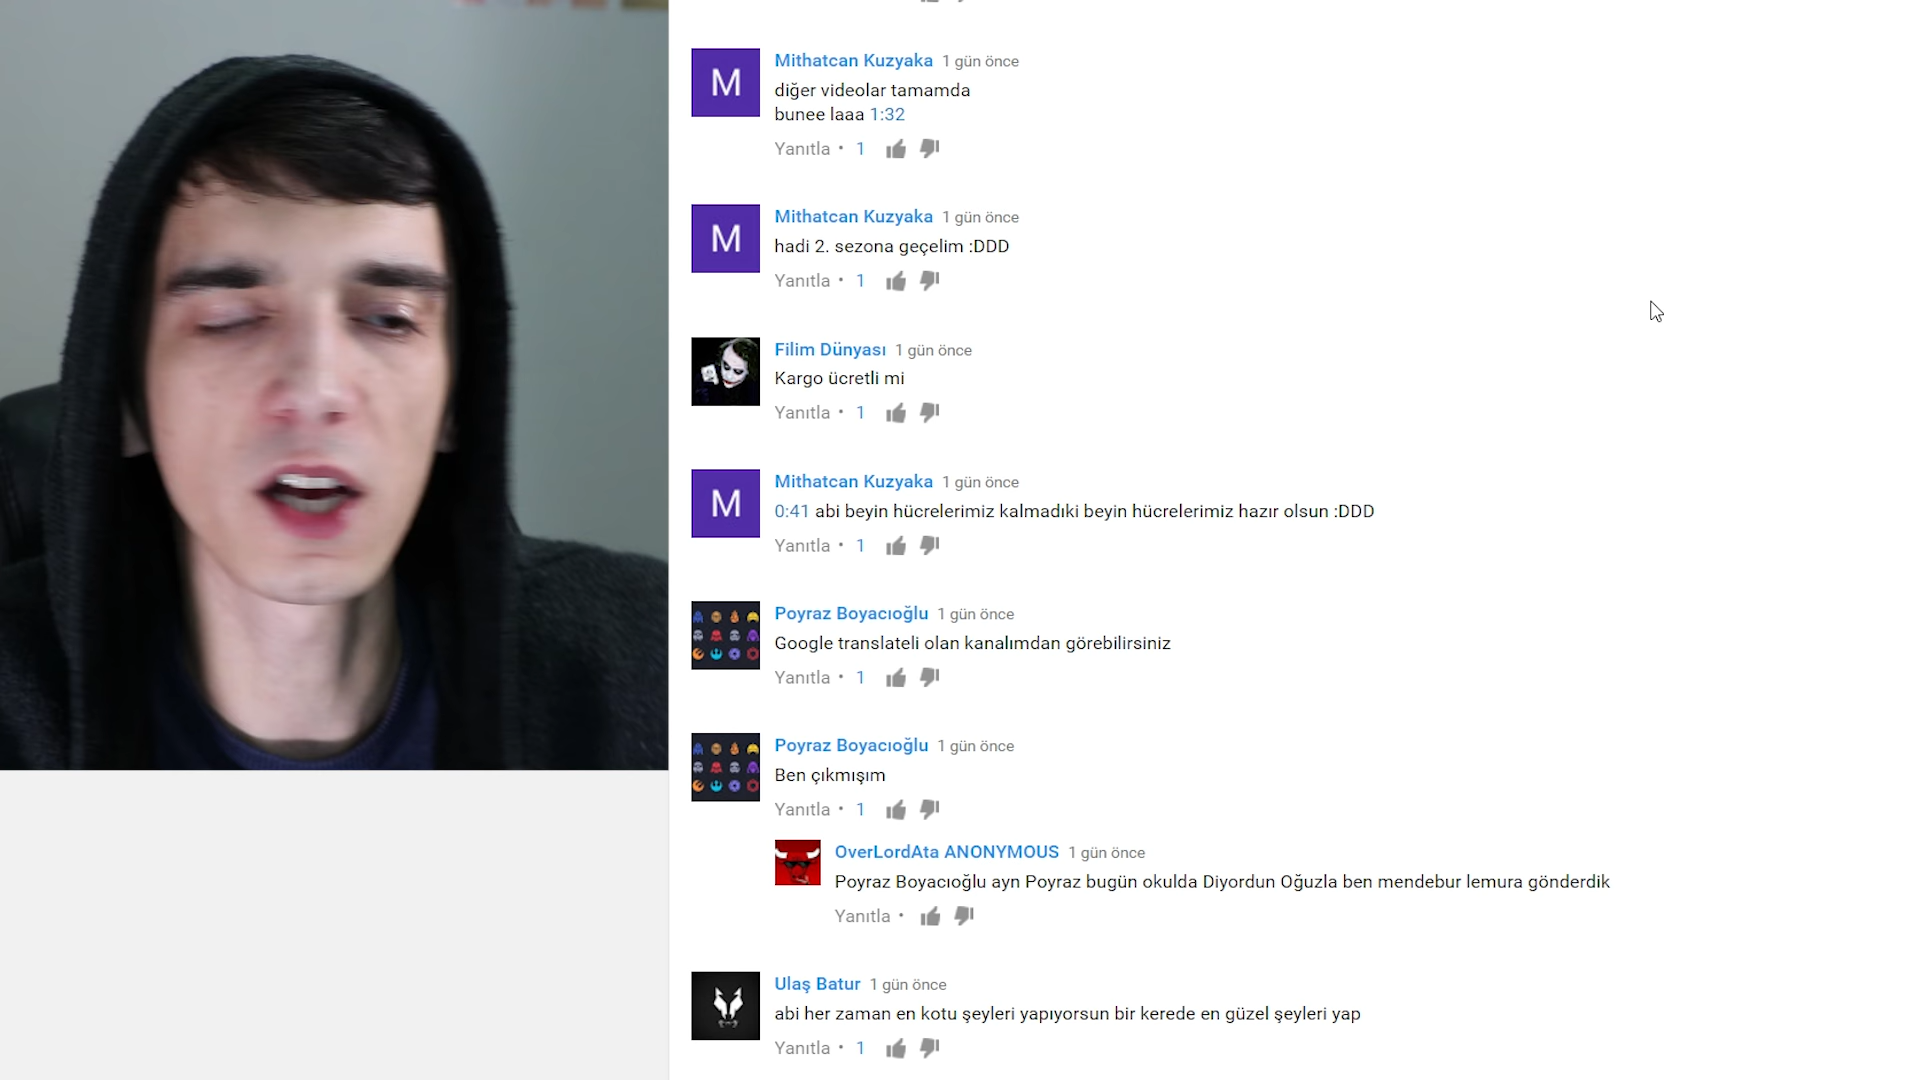 M
Mithatcan Kuzyaka 1 gün önce
diğer videolar tamamda
bunee laaa 1:32
Yanıtla • 1
M
Mithatcan Kuzyaka 1 gün önce
hadi 2. sezona geçelim :DDD
Yanıtla • 1
Filim Dünyası 1 gün önce
Kargo ücretli mi
Yanıtla • 1
M
Mithatcan Kuzyaka 1 gün önce
0:41 abi beyin hücrelerimiz kalmadıki beyin hücrelerimiz hazır olsun :DDD
Yanıtla • 1
Poyraz Boyacıoğlu 1 gün önce
Google translateli olan kanalımdan görebilirsiniz
Yanıtla • 1
Poyraz Boyacıoğlu 1 gün önce
Ben çıkmışım
Yanıtla • 1
OverLordAta ANONYMOUS 1 gün önce
Poyraz Boyacıoğlu ayn Poyraz bugün okulda Diyordun Oğuzla ben mendebur lemura gönderdik
Yanıtla •
Ulaş Batur 1 gün önce
abi her zaman en kotu şeyleri yapıyorsun bir kerede en güzel şeyleri yap
Yanıtla • 1